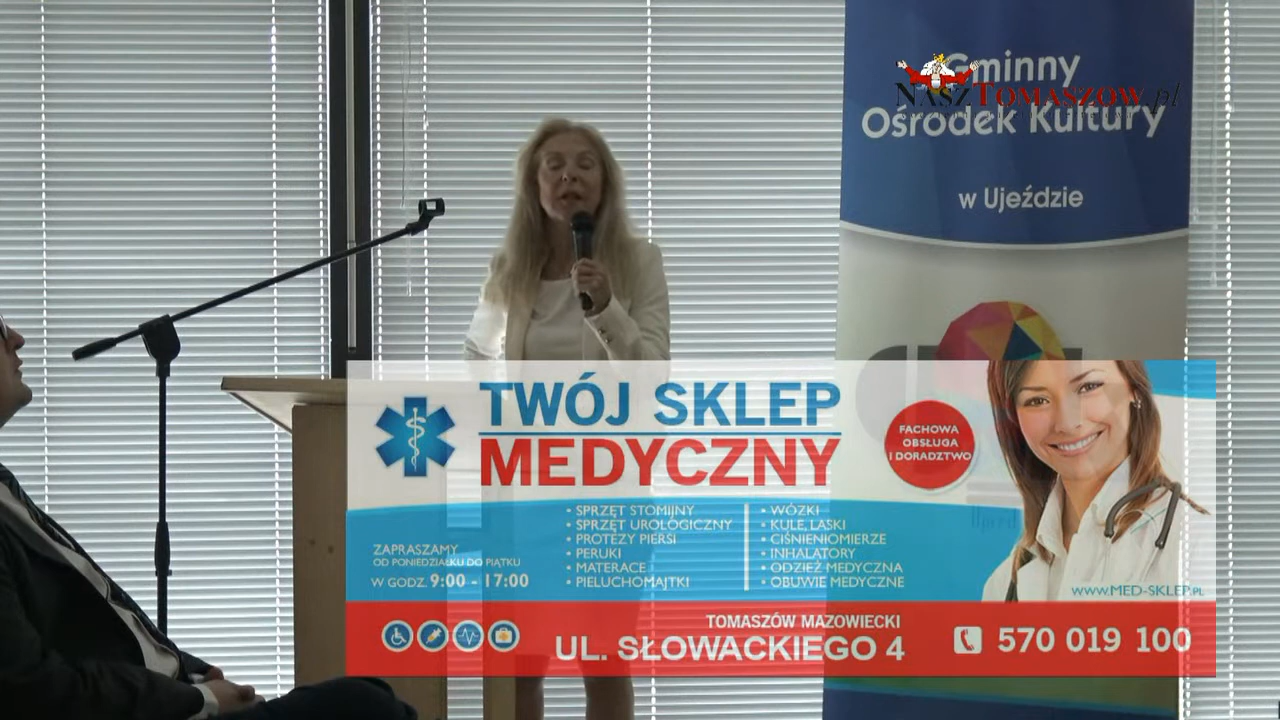 Gminny
NASZTOMASZOW.pl
Ośrodek Kultury
w Ujeździe
TWÓJ SKLEP
MEDYCZNY
FACHOWA
OBSŁUGA
I DORADZTWO
• SPRZĘT STOMIJNY
• SPRZĘT UROLOGICZNY
• PROTEZY PIERSI
• PERUKI
• MATERACE
• PIELUCHOMAJTKI
• WÓZKI
• KULE, LASKI
• CIŚNIENIOMIERZE
• INHALATORY
• ODZIEŻ MEDYCZNA
• OBUWIE MEDYCZNE
ZAPRASZAMY
OD PONIEDZIAŁKU DO PIĄTKU
W GODZ. 9:00 - 17:00
WWW.MED-SKLEP.PL
TOMASZÓW MAZOWIECKI
UL. SŁOWACKIEGO 4
570 019 100